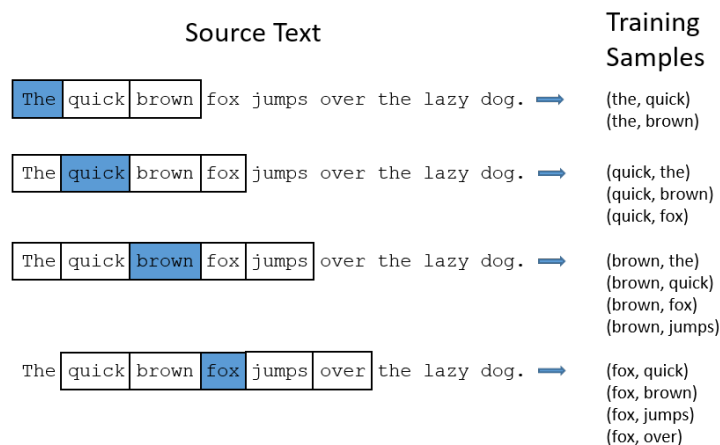 Source Text
Training
Samples
The quick brown fox jumps over the lazy dog.
(the, quick)
(the, brown)
The quick brown fox jumps over the lazy dog.
(quick, the)
(quick, brown)
(quick, fox)
The quick brown fox jumps over the lazy dog.
(brown, the)
(brown, quick)
(brown, fox)
(brown, jumps)
The quick brown fox jumps over the lazy dog.
(fox, quick)
(fox, brown)
(fox, jumps)
(fox, over)